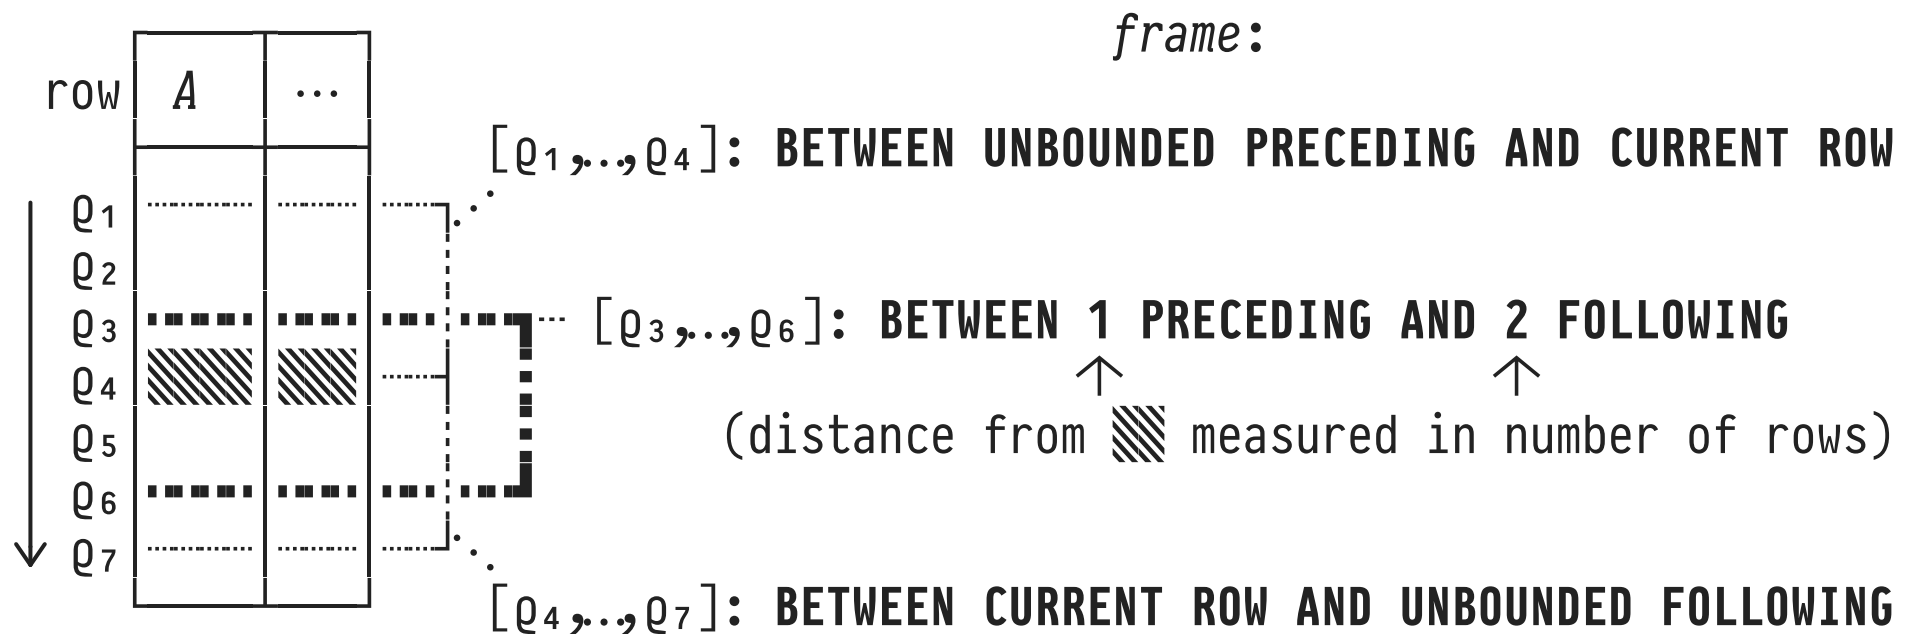 frame:
row A ...
[ϱ₁,..,ϱ₄]: BETWEEN UNBOUNDED PRECEDING AND CURRENT ROW
ϱ₁
ϱ₂
ϱ₃ [ϱ₃,..,ϱ₆]: BETWEEN 1 PRECEDING AND 2 FOLLOWING
ϱ₄
(distance from ▧ measured in number of rows)
ϱ₅
ϱ₆
ϱ₇
[ϱ₄,..,ϱ₇]: BETWEEN CURRENT ROW AND UNBOUNDED FOLLOWING